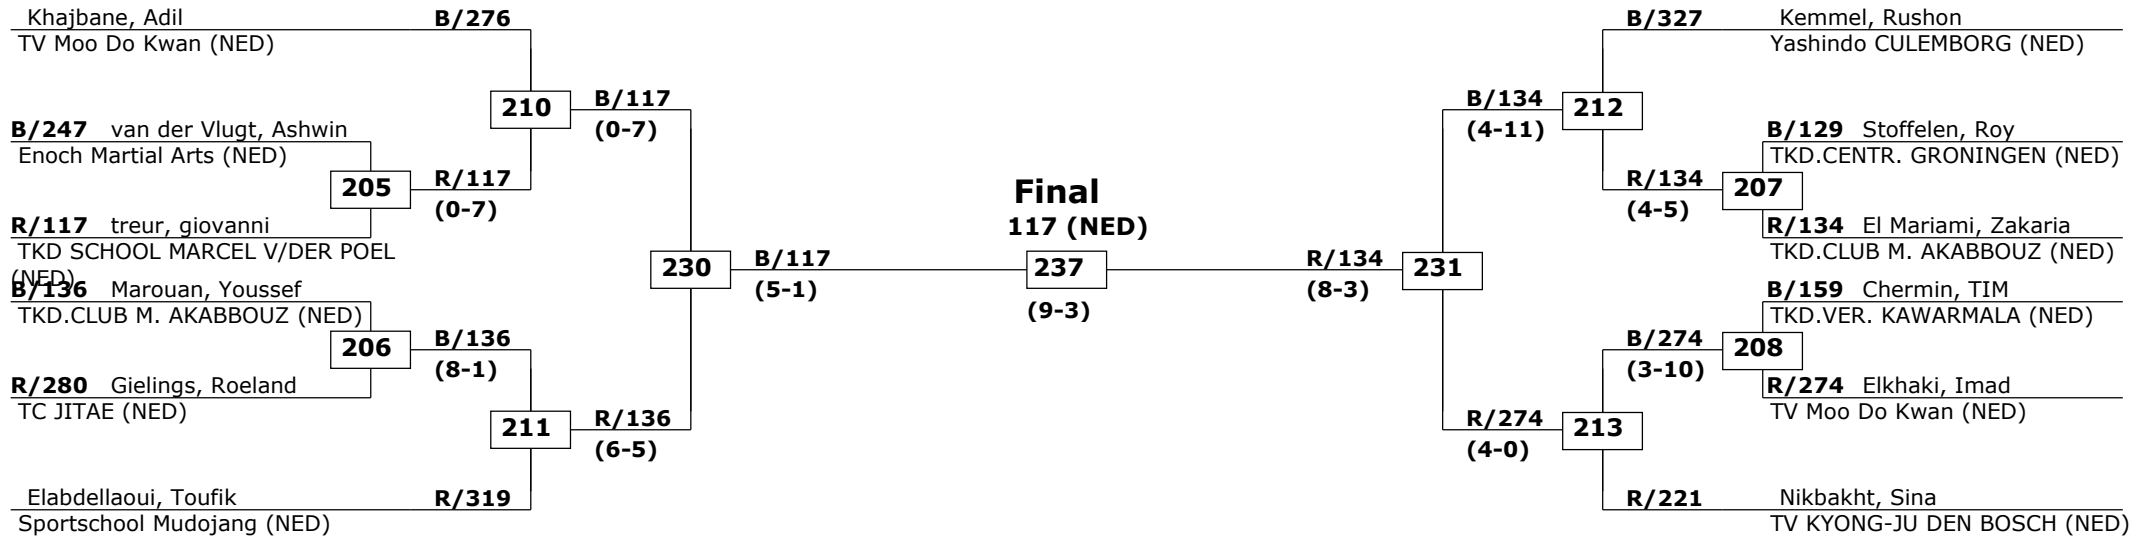 Khajbane, Adil B/276
TV Moo Do Kwan (NED)
B/247 van der Vlugt, Ashwin
Enoch Martial Arts (NED)
205
R/117 treur, giovanni
TKD SCHOOL MARCEL V/DER POEL
(NED)
R/117
(0-7)
210
B/117
(0-7)
B/136 Marouan, Youssef
TKD.CLUB M. AKABBOUZ (NED)
206
R/280 Gielings, Roeland
TC JITAE (NED)
B/136
(8-1)
211
R/136
(6-5)
Elabdellaoui, Toufik R/319
Sportschool Mudojang (NED)
230
B/117
(5-1)
Final
117 (NED)
237
(9-3)
R/134
(8-3)
231
B/134
(4-11)
212
B/327 Kemmel, Rushon
Yashindo CULEMBORG (NED)
R/134
(4-5)
207
B/129 Stoffelen, Roy
TKD.CENTR. GRONINGEN (NED)
R/134 El Mariami, Zakaria
TKD.CLUB M. AKABBOUZ (NED)
B/159 Chermin, TIM
TKD.VER. KAWARMALA (NED)
B/274
(3-10)
208
R/274 Elkhaki, Imad
TV Moo Do Kwan (NED)
R/274
(4-0)
213
R/221 Nikbakht, Sina
TV KYONG-JU DEN BOSCH (NED)